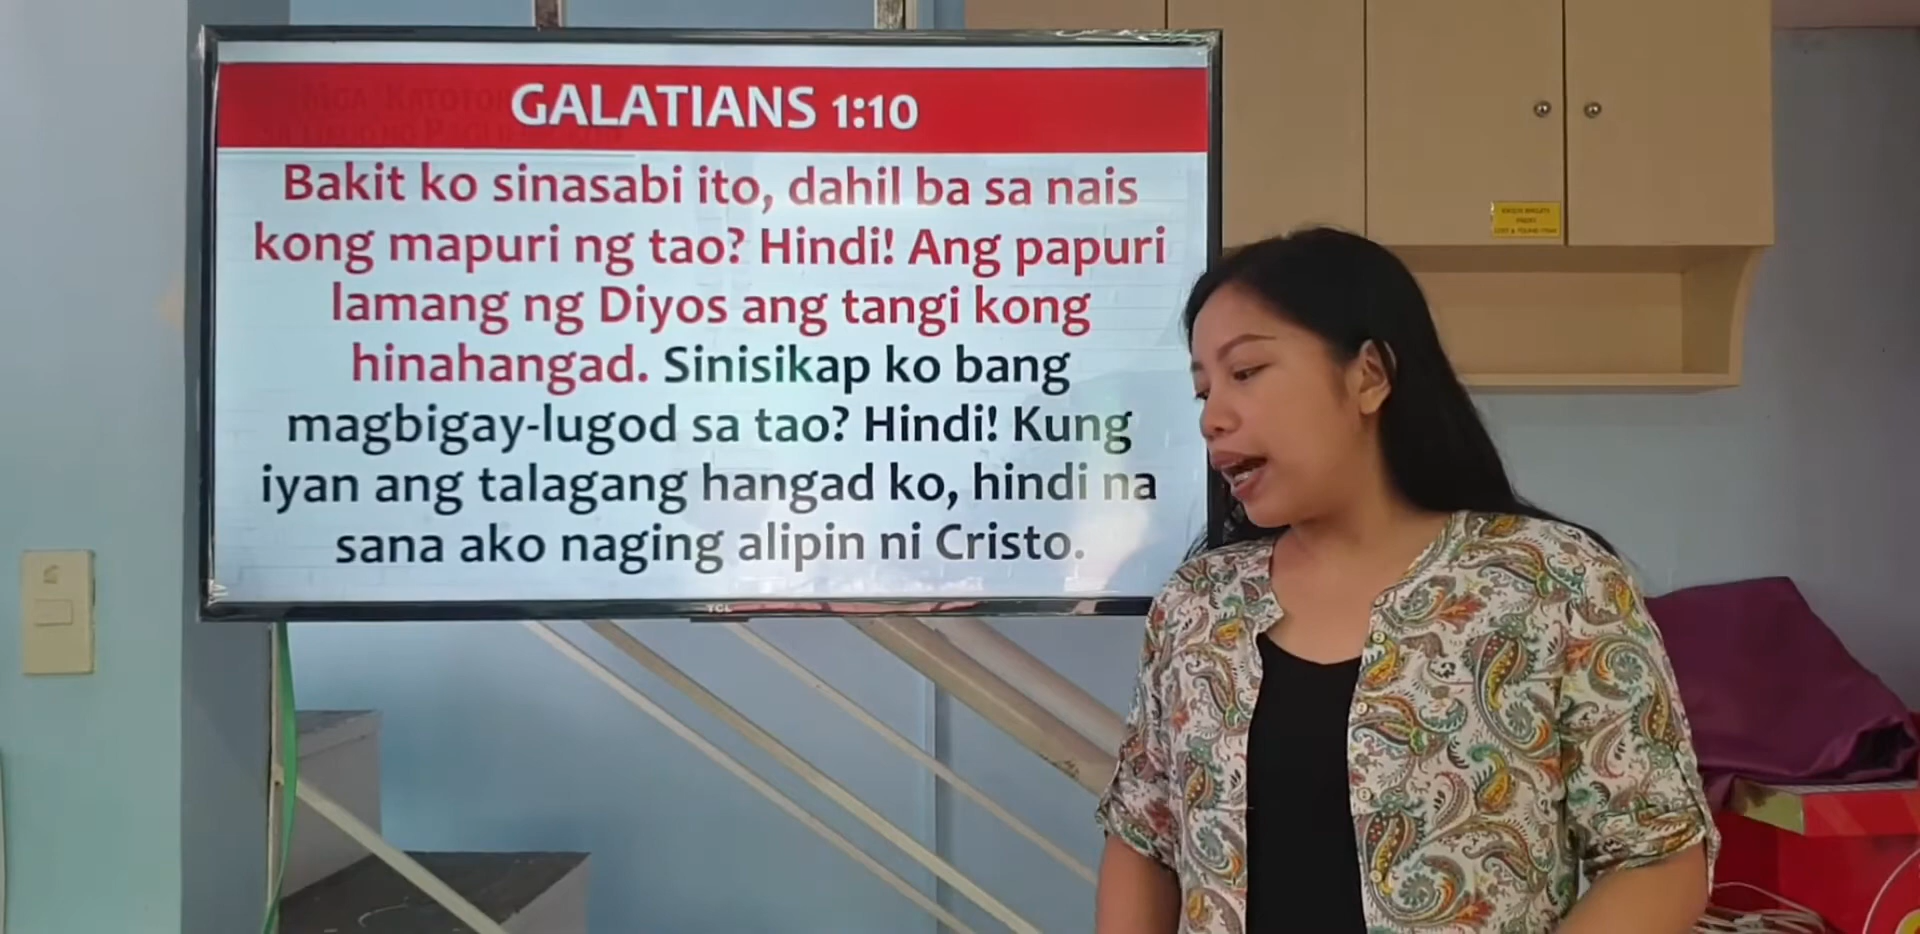 GALATIANS 1:10
Bakit ko sinasabi ito, dahil ba sa nais
kong mapuri ng tao? Hindi! Ang papuri
lamang ng Diyos ang tangi kong
hinahangad. Sinisikap ko bang
magbigay-lugod sa tao? Hindi! Kung
iyan ang talagang hangad ko, hindi na
sana ako naging alipin ni Cristo.
TCL